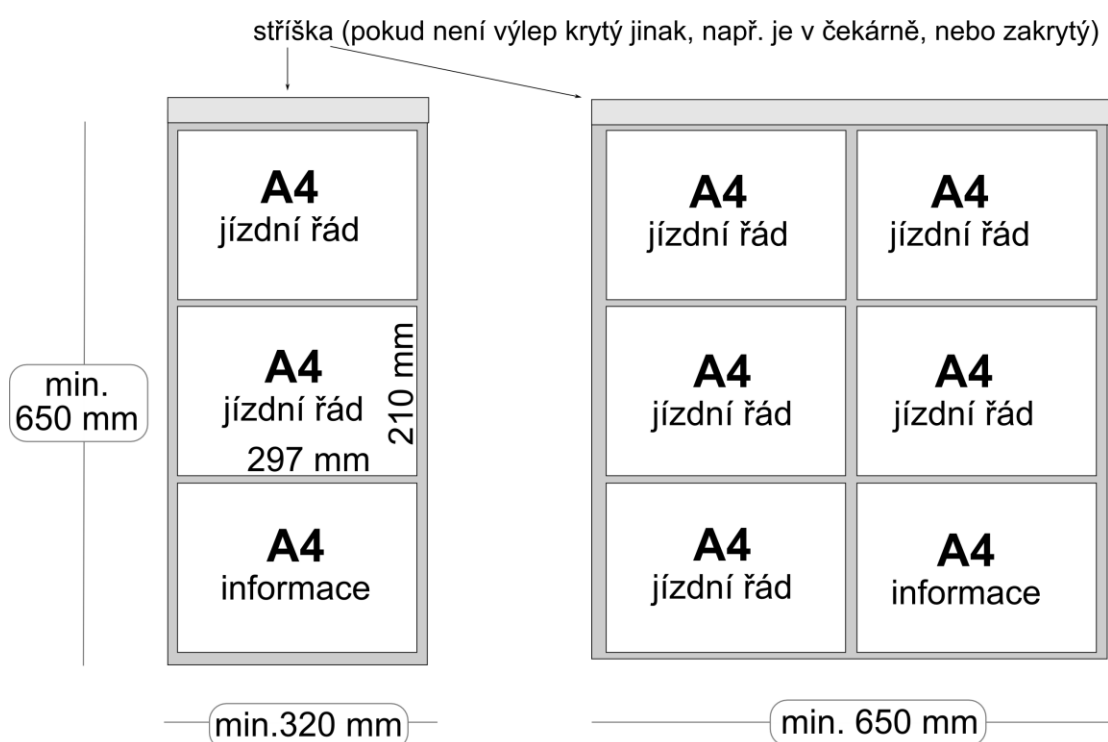 stříška (pokud není výlep krytý jinak, např. je v čekárně, nebo zakrytý)
A4
jízdní řád
A4
jízdní řád
297 mm
210 mm
A4
informace
min.
650 mm
min.320 mm
A4
jízdní řád
A4
jízdní řád
A4
jízdní řád
A4
jízdní řád
A4
jízdní řád
A4
informace
min. 650 mm